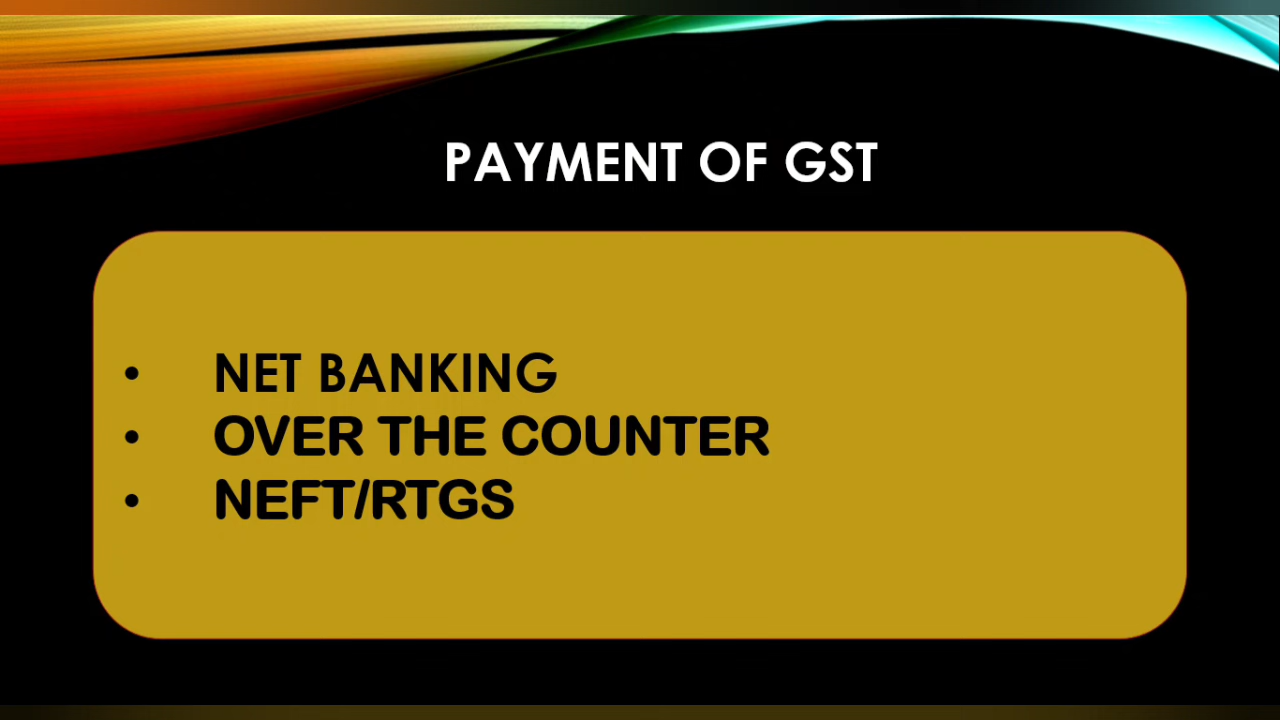 PAYMENT OF GST
• NET BANKING
• OVER THE COUNTER
• NEFT/RTGS